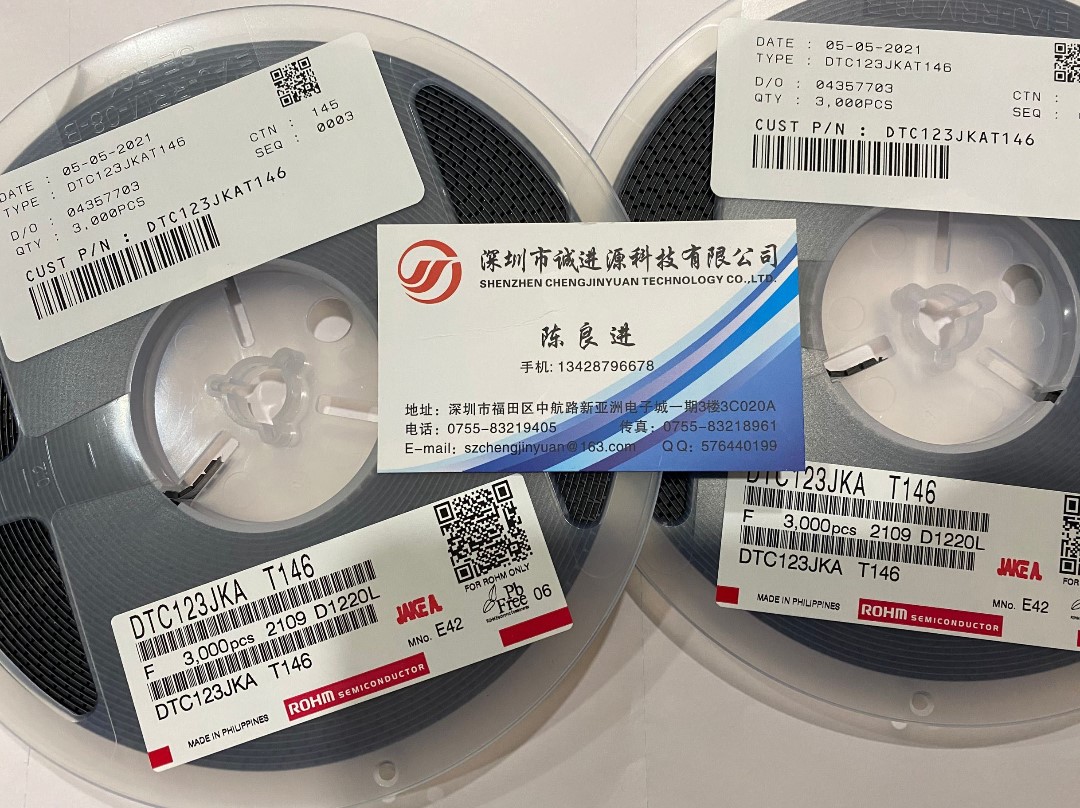 DATE : 05-05-2021
TYPE : DTC123JKAT146
D/O : 04357703
QTY : 3,000PCS
CTN : 145
SEQ : 0003
CUST P/N : DTC123JKAT146
DATE : 05-05-2021
TYPE : DTC123JKAT146
D/O : 04357703
QTY : 3,000PCS
CTN :
SEQ :
CUST P/N : DTC123JKAT146
深圳市诚进源科技有限公司
SHENZHEN CHENGJINYUAN TECHNOLOGY CO.,LTD.
陈良进
手机: 13428796678
地址: 深圳市福田区中航路新亚洲电子城一期3楼3C020A
电话: 0755-83219405 传真: 0755-83218961
E-mail: szchengjinyuan@163.com QQ: 576440199
DTC123JKA T146
F 3,000pcs 2109 D1220L
DTC123JKA T146
JAKE A.
MNo. E42
FOR ROHM ONLY
Pb Free 06
MADE IN PHILIPPINES
ROHM SEMICONDUCTOR
DTC123JKA T146
F 3,000pcs 2109 D1220L
DTC123JKA T146
JAKE A.
MNo. E42
MADE IN PHILIPPINES
ROHM SEMICONDUCTOR